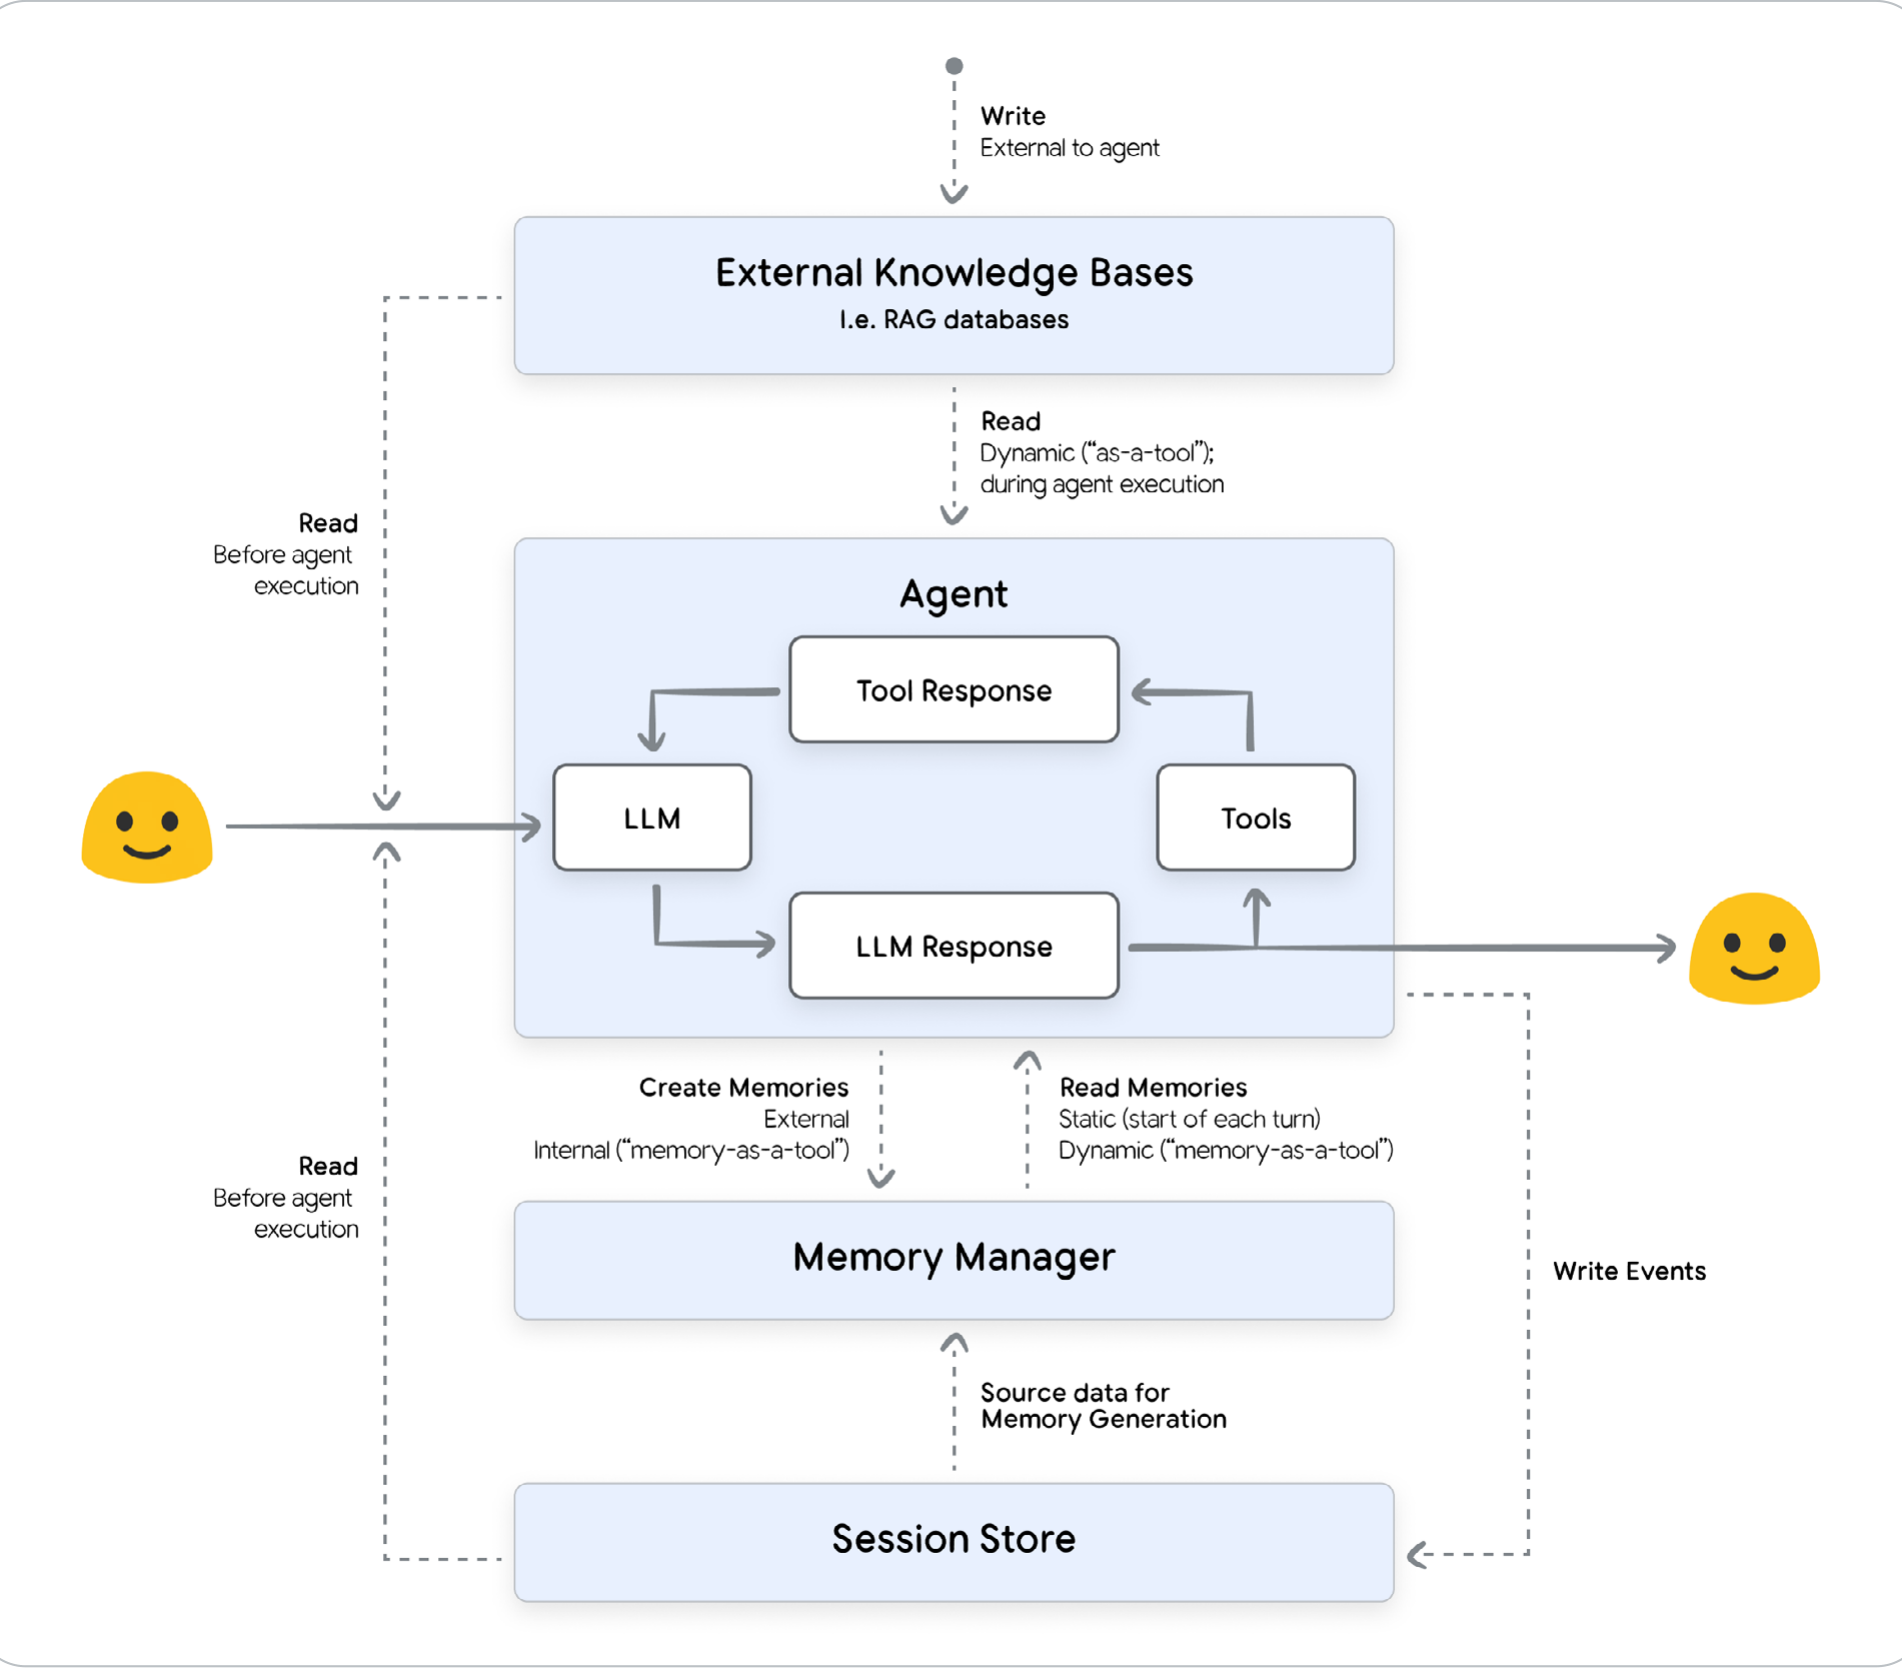 Write
External to agent
External Knowledge Bases
I.e. RAG databases
Read
Dynamic (“as-a-tool”);
during agent execution
Read
Before agent
execution
Agent
Tool Response
LLM
Tools
LLM Response
Create Memories
External
Internal (“memory-as-a-tool”)
Read Memories
Static (start of each turn)
Dynamic (“memory-as-a-tool”)
Read
Before agent
execution
Memory Manager
Write Events
Source data for
Memory Generation
Session Store